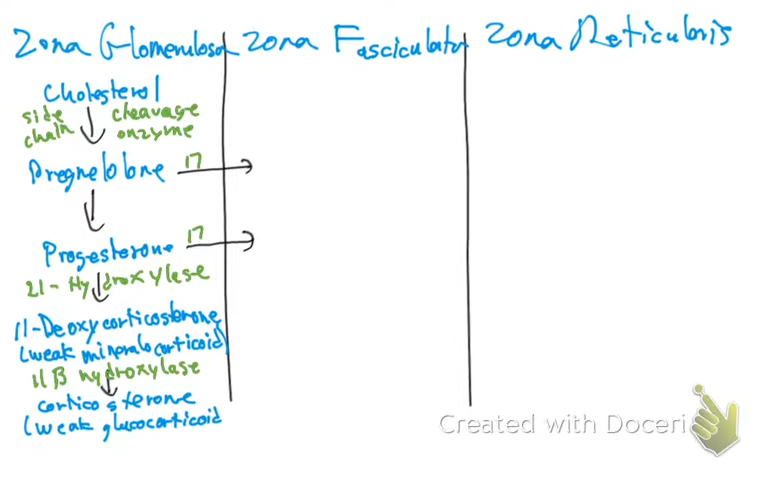 Zona Glomerulosa
Zona Fasciculata
Zona Reticularis
Cholesterol
side cleavage
chain enzyme
Pregnelolone 17
Progesterone 17
21-Hydroxylase
11-Deoxycorticosterone
(weak mineralocorticoid)
11β hydroxylase
corticosterone
(weak glucocorticoid
Created with Doceri